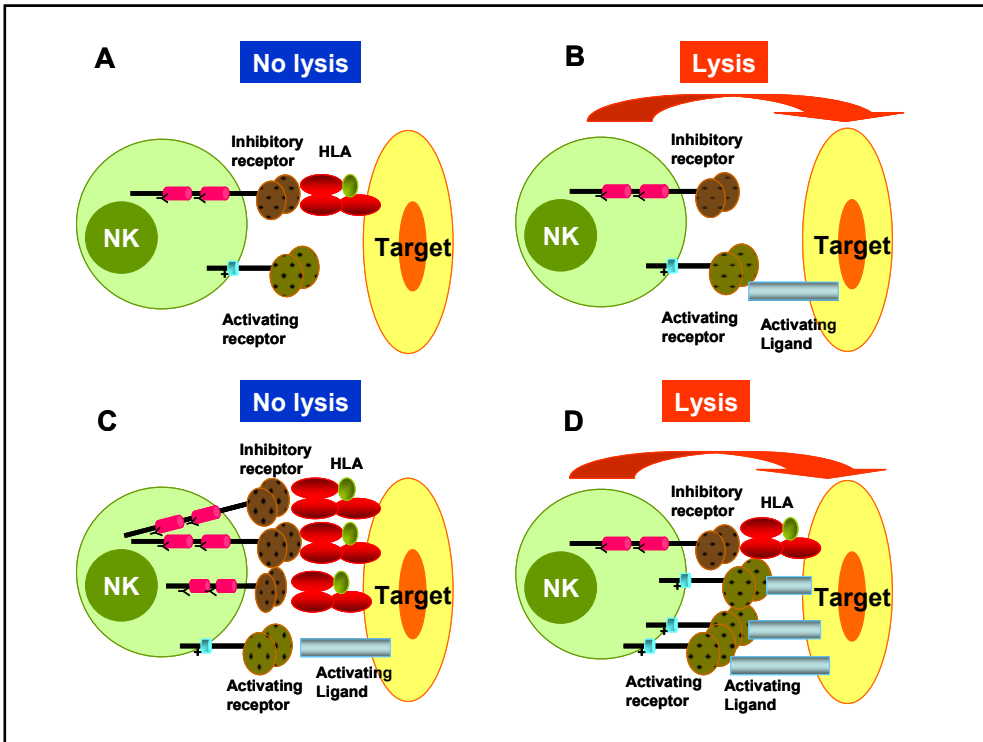 A
No lysis
Inhibitory
receptor
HLA
NK
Target
+
Activating
receptor
B
Lysis
Inhibitory
receptor
NK
Target
+
Activating
receptor
Activating
Ligand
C
No lysis
Inhibitory
receptor
HLA
NK
Target
+
Activating
receptor
Activating
Ligand
D
Lysis
Inhibitory
receptor
HLA
NK
Target
+
+
+
Activating
receptor
Activating
Ligand